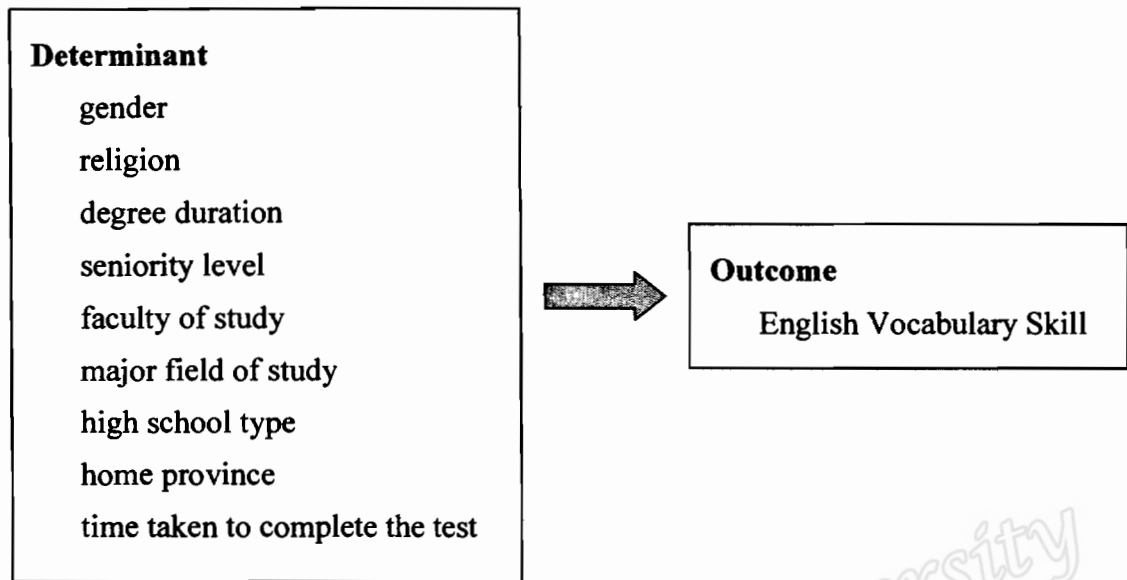 Determinant
gender
religion
degree duration
seniority level
faculty of study
major field of study
high school type
home province
time taken to complete the test
Outcome
English Vocabulary Skill